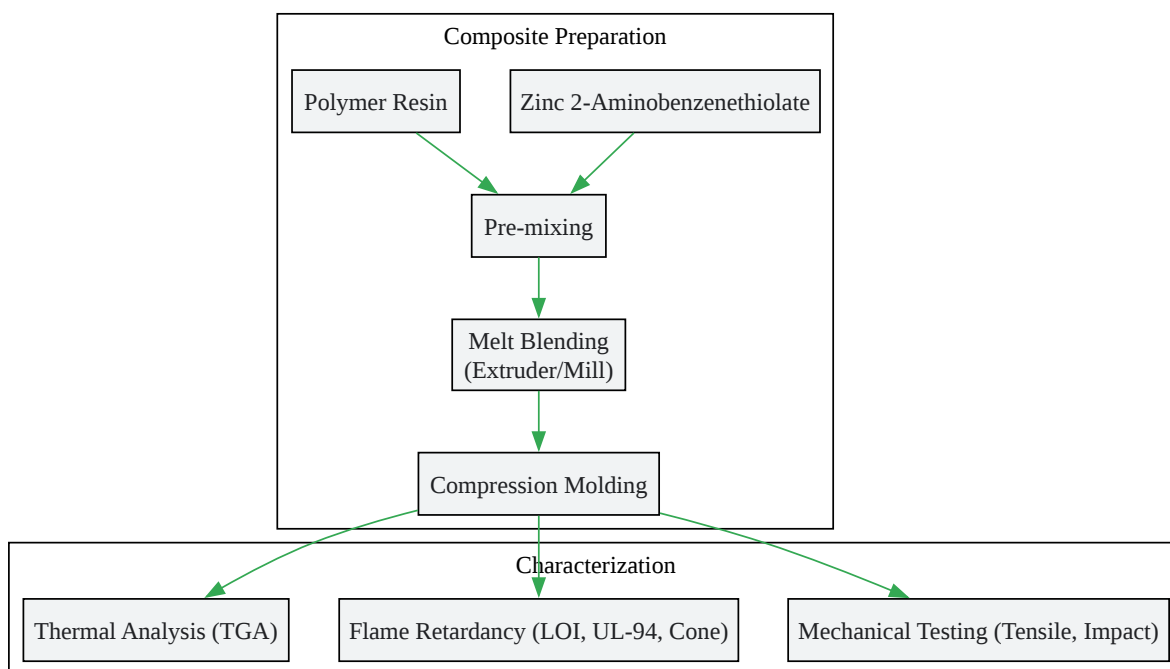 Composite Preparation
Polymer Resin
Zinc 2-Aminobenzenethiolate
Pre-mixing
Melt Blending
(Extruder/Mill)
Compression Molding
Characterization
Thermal Analysis (TGA)
Flame Retardancy (LOI, UL-94, Cone)
Mechanical Testing (Tensile, Impact)